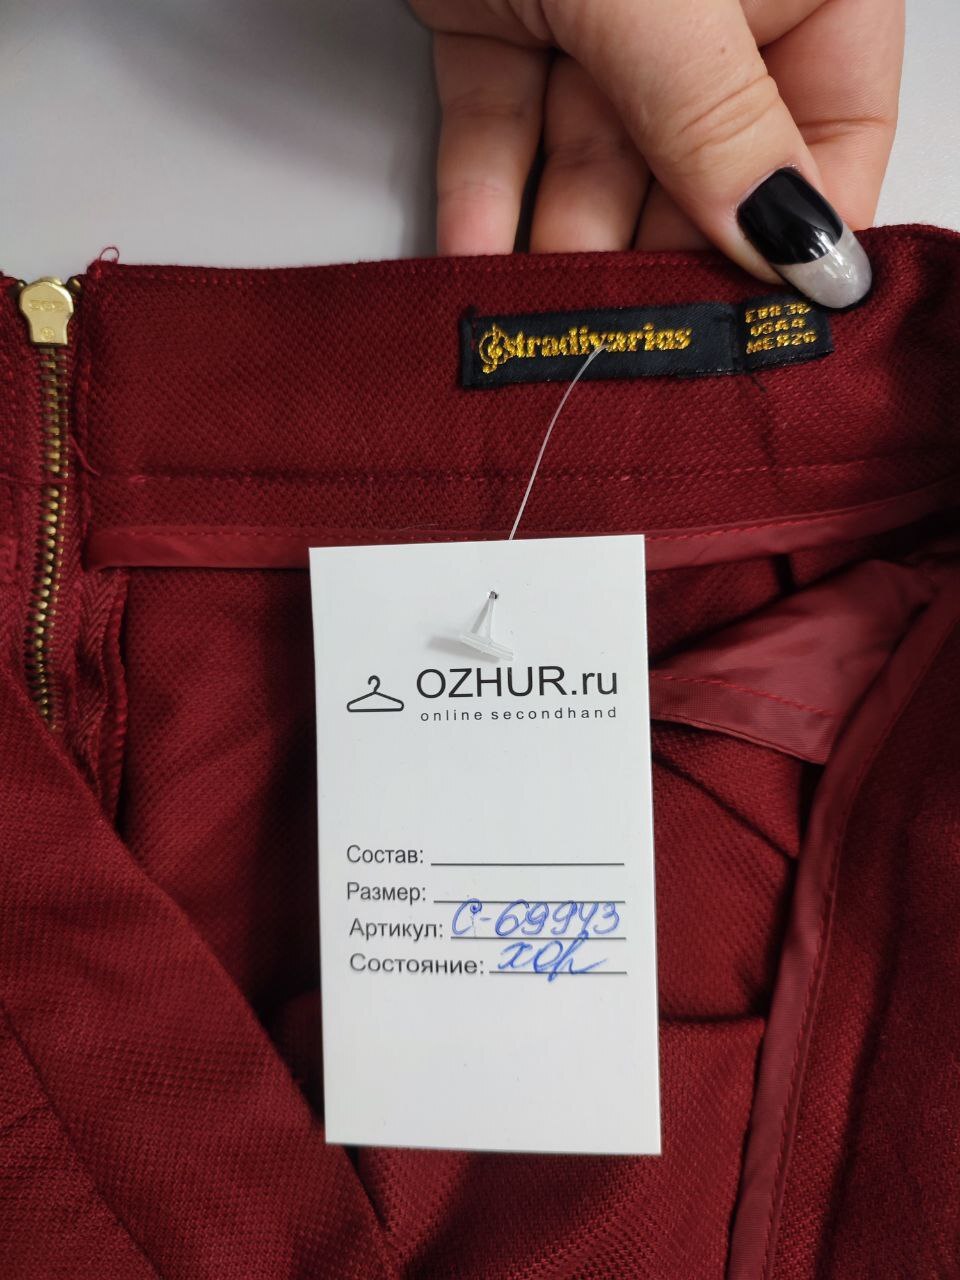 stradivarius
EUR 36
USA 4
MEX 26
OZHUR.ru
online secondhand
Состав:
Размер:
Артикул: С-69943
Состояние: хор